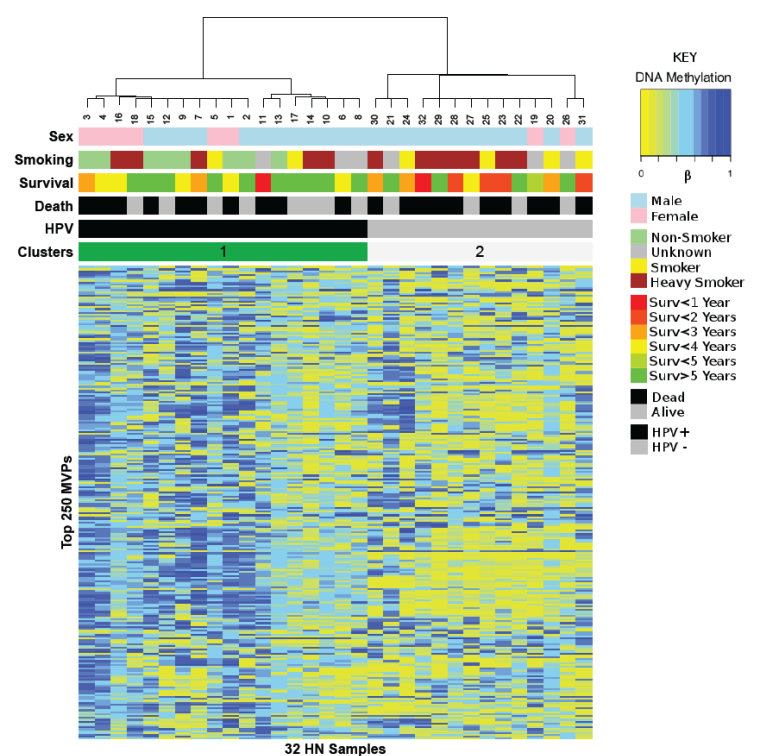 3 4 16 18 15 12 9 7 5 1 2 11 13 17 14 10 6 8 30 21 24 32 29 28 27 25 23 22 19 20 26 31
Sex
Smoking
Survival
Death
HPV
Clusters 1 2
Top 250 MVPs
32 HN Samples
KEY
DNA Methylation
0 1
β
Male
Female
Non-Smoker
Unknown
Smoker
Heavy Smoker
Surv<1 Year
Surv<2 Years
Surv<3 Years
Surv<4 Years
Surv<5 Years
Surv>5 Years
Dead
Alive
HPV+
HPV -